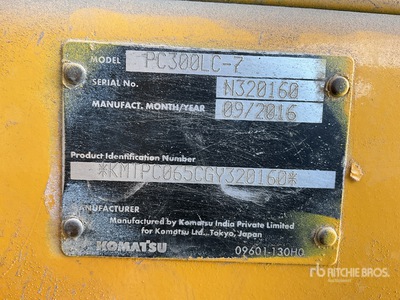 MODEL PC300LC-7
SERIAL No. N320160
MANUFACT. MONTH/YEAR 09/2016
Product Identification Number
*KMTPC065CGY320160*
MANUFACTURER
Manufactured by Komatsu India Private Limited
for Komatsu Ltd., Tokyo, Japan
KOMATSU
09601-130H0
rb RITCHIE BROS.